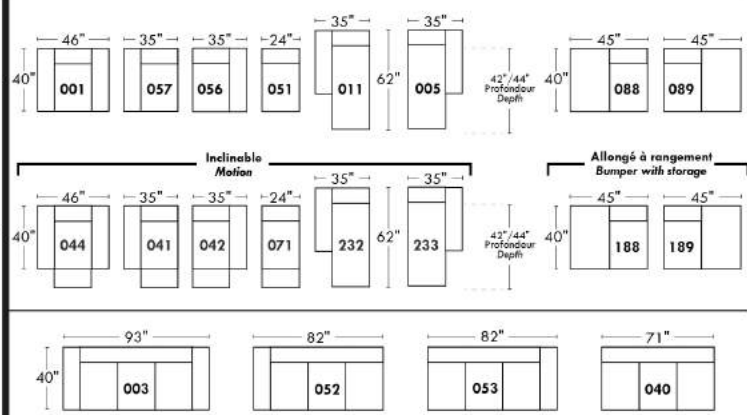 46" 35" 35" 24" 35" 35" 45" 45"
40" 001 057 056 051 011 62" 005 42"/44" Profondeur Depth 40" 088 089
Inclinable
Motion
Allongé à rangement
Bumper with storage
46" 35" 35" 24" 35" 35" 45" 45"
40" 044 041 042 071 232 62" 233 42"/44" Profondeur Depth 40" 188 189
93" 82" 82" 71"
40" 003 052 053 040